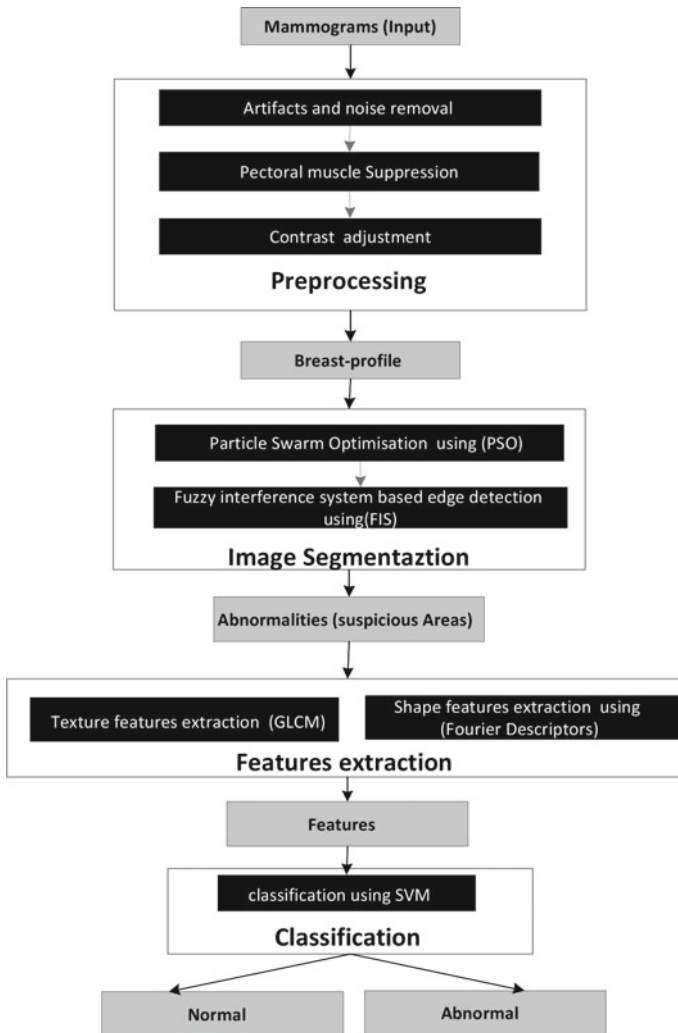 Mammograms (Input)
Artifacts and noise removal
Pectoral muscle Suppression
Contrast adjustment
Preprocessing
Breast-profile
Particle Swarm Optimisation using (PSO)
Fuzzy interference system based edge detection
using(FIS)
Image Segmentaztion
Abnormalities (suspicious Areas)
Texture features extraction (GLCM)
Shape features extraction using
(Fourier Descriptors)
Features extraction
Features
classification using SVM
Classification
Normal
Abnormal